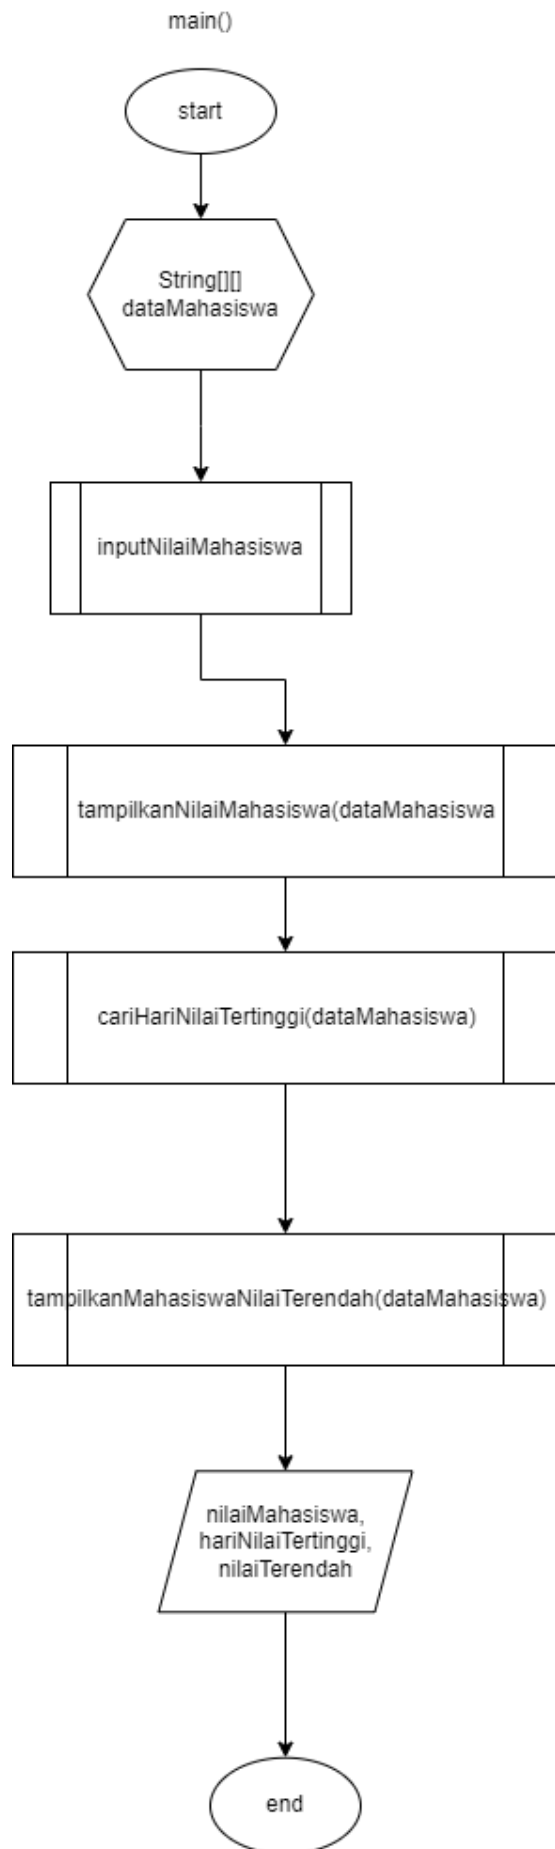 main()
start
String[][]
dataMahasiswa
inputNilaiMahasiswa
tampilkanNilaiMahasiswa(dataMahasiswa
cariHariNilaiTertinggi(dataMahasiswa)
tampilkanMahasiswaNilaiTerendah(dataMahasiswa)
nilaiMahasiswa,
hariNilaiTertinggi,
nilaiTerendah
end